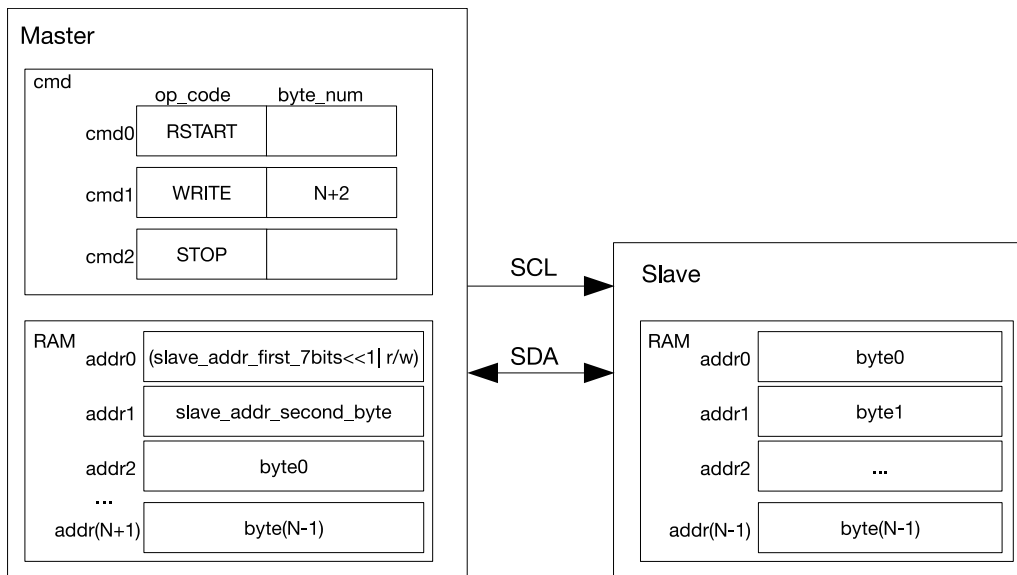 Master
cmd
op_code byte_num
cmd0 RSTART
cmd1 WRITE N+2
cmd2 STOP
RAM
addr0 (slave_addr_first_7bits<<1| r/w)
addr1 slave_addr_second_byte
addr2 byte0
...
addr(N+1) byte(N-1)
SCL
SDA
Slave
RAM
addr0 byte0
addr1 byte1
addr2 ...
addr(N-1) byte(N-1)